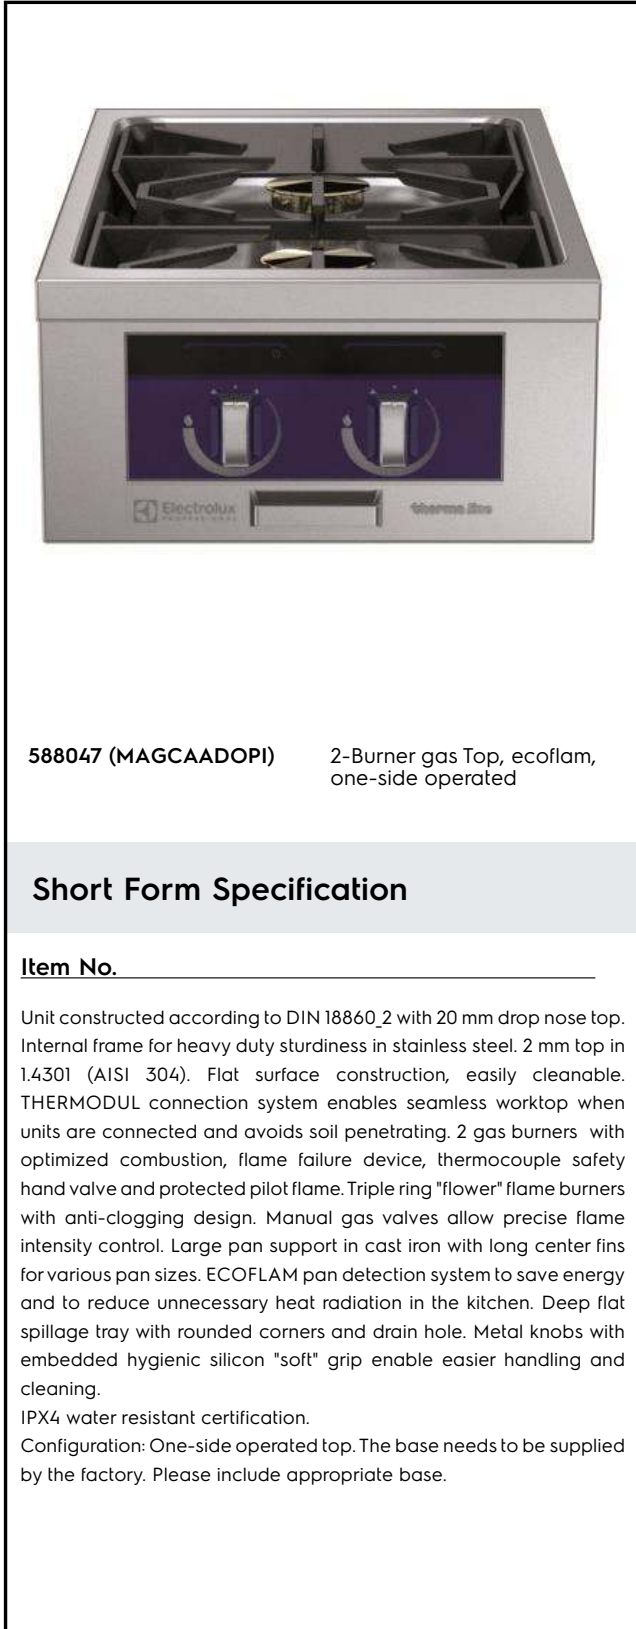 Electrolux
PROFESSIONAL
thermaline
588047 (MAGCAADOPI)
2-Burner gas Top, ecoflam,
one-side operated
Short Form Specification
Item No.
Unit constructed according to DIN 18860_2 with 20 mm drop nose top.
Internal frame for heavy duty sturdiness in stainless steel. 2 mm top in
1.4301 (AISI 304). Flat surface construction, easily cleanable.
THERMODUL connection system enables seamless worktop when
units are connected and avoids soil penetrating. 2 gas burners with
optimized combustion, flame failure device, thermocouple safety
hand valve and protected pilot flame. Triple ring "flower" flame burners
with anti-clogging design. Manual gas valves allow precise flame
intensity control. Large pan support in cast iron with long center fins
for various pan sizes. ECOFLAM pan detection system to save energy
and to reduce unnecessary heat radiation in the kitchen. Deep flat
spillage tray with rounded corners and drain hole. Metal knobs with
embedded hygienic silicon "soft" grip enable easier handling and
cleaning.
IPX4 water resistant certification.
Configuration: One-side operated top. The base needs to be supplied
by the factory. Please include appropriate base.